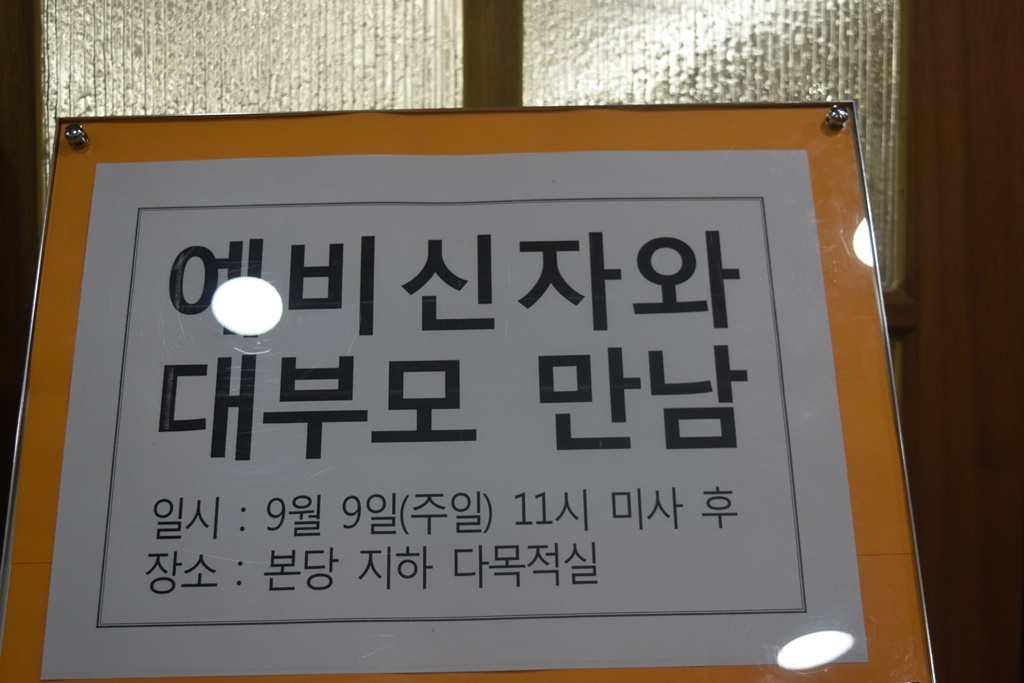 예비신자와
대부모 만남
일시 : 9월 9일(주일) 11시 미사 후
장소 : 본당 지하 다목적실